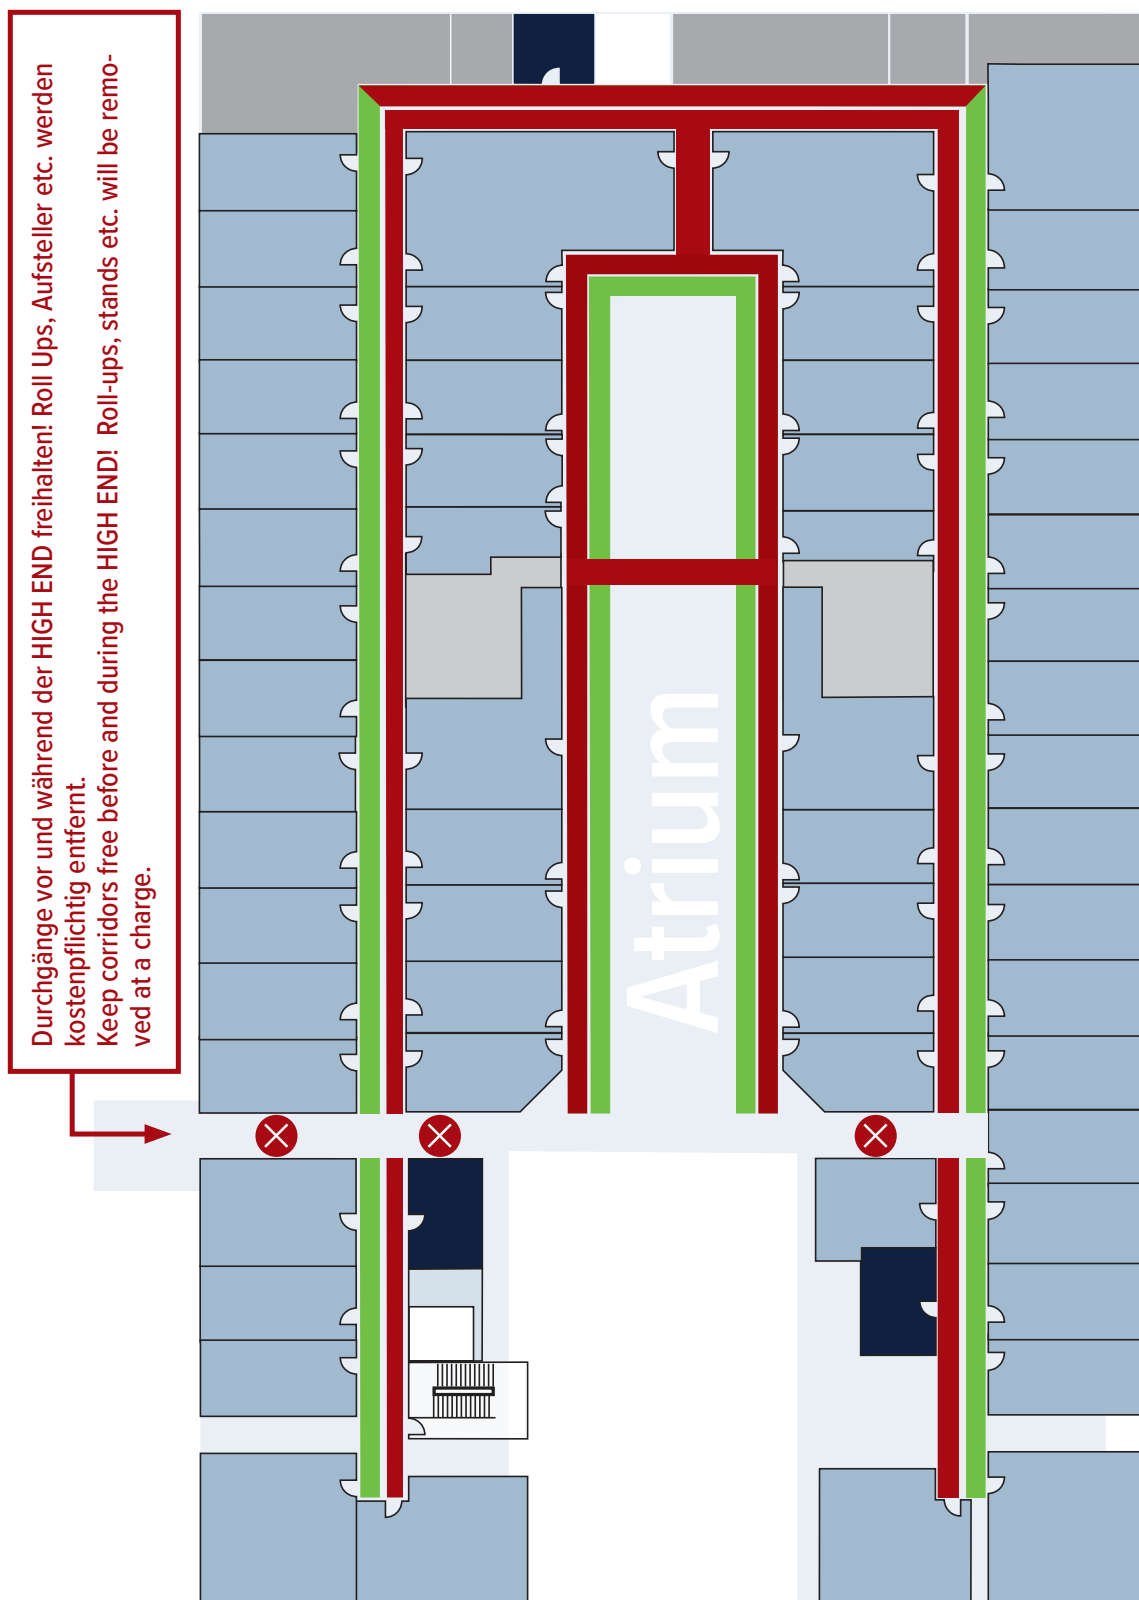 Durchgänge vor und während der HIGH END freihalten! Roll Ups, Aufsteller etc. werden
kostenpflichtig entfernt.
Keep corridors free before and during the HIGH END! Roll-ups, stands etc. will be remo-
ved at a charge.
Atrium